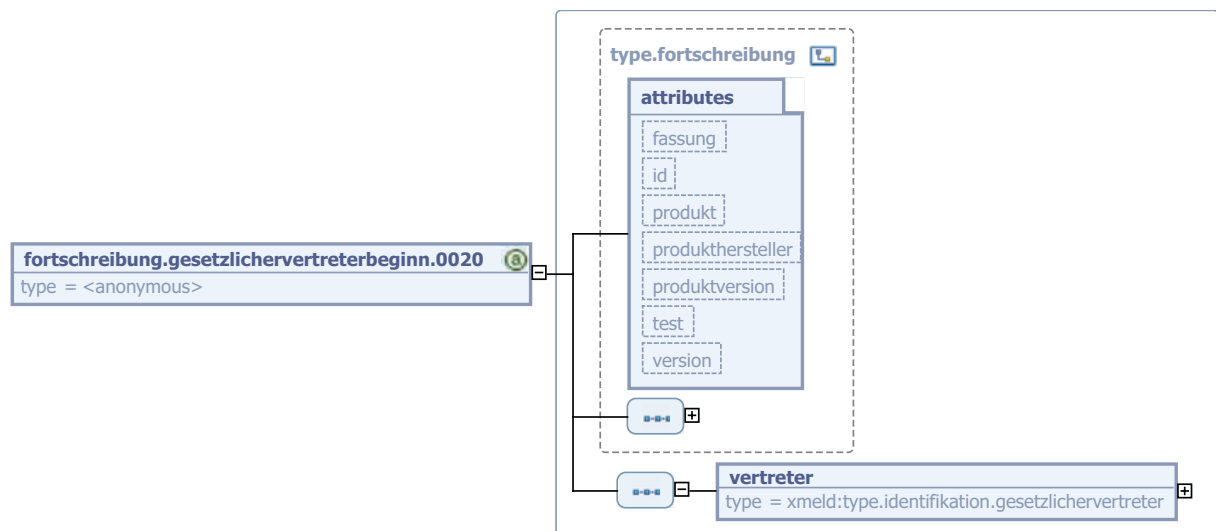 type.fortschreibung
attributes
fassung
id
produkt
produkthersteller
produktversion
test
version
fortschreibung.gesetzlichervertreterbeginn.0020 @
type = <anonymous>
vertreter
type = xmeld:type.identifikation.gesetzlichervertreter